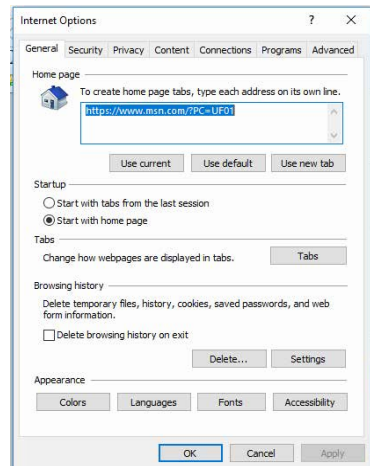 Internet Options ? X
General Security Privacy Content Connections Programs Advanced
Home page
To create home page tabs, type each address on its own line.
https://www.msn.com/?PC=UF01
Use current Use default Use new tab
Startup
Start with tabs from the last session
Start with home page
Tabs
Change how webpages are displayed in tabs. Tabs
Browsing history
Delete temporary files, history, cookies, saved passwords, and web
form information.
Delete browsing history on exit
Delete... Settings
Appearance
Colors Languages Fonts Accessibility
OK Cancel Apply